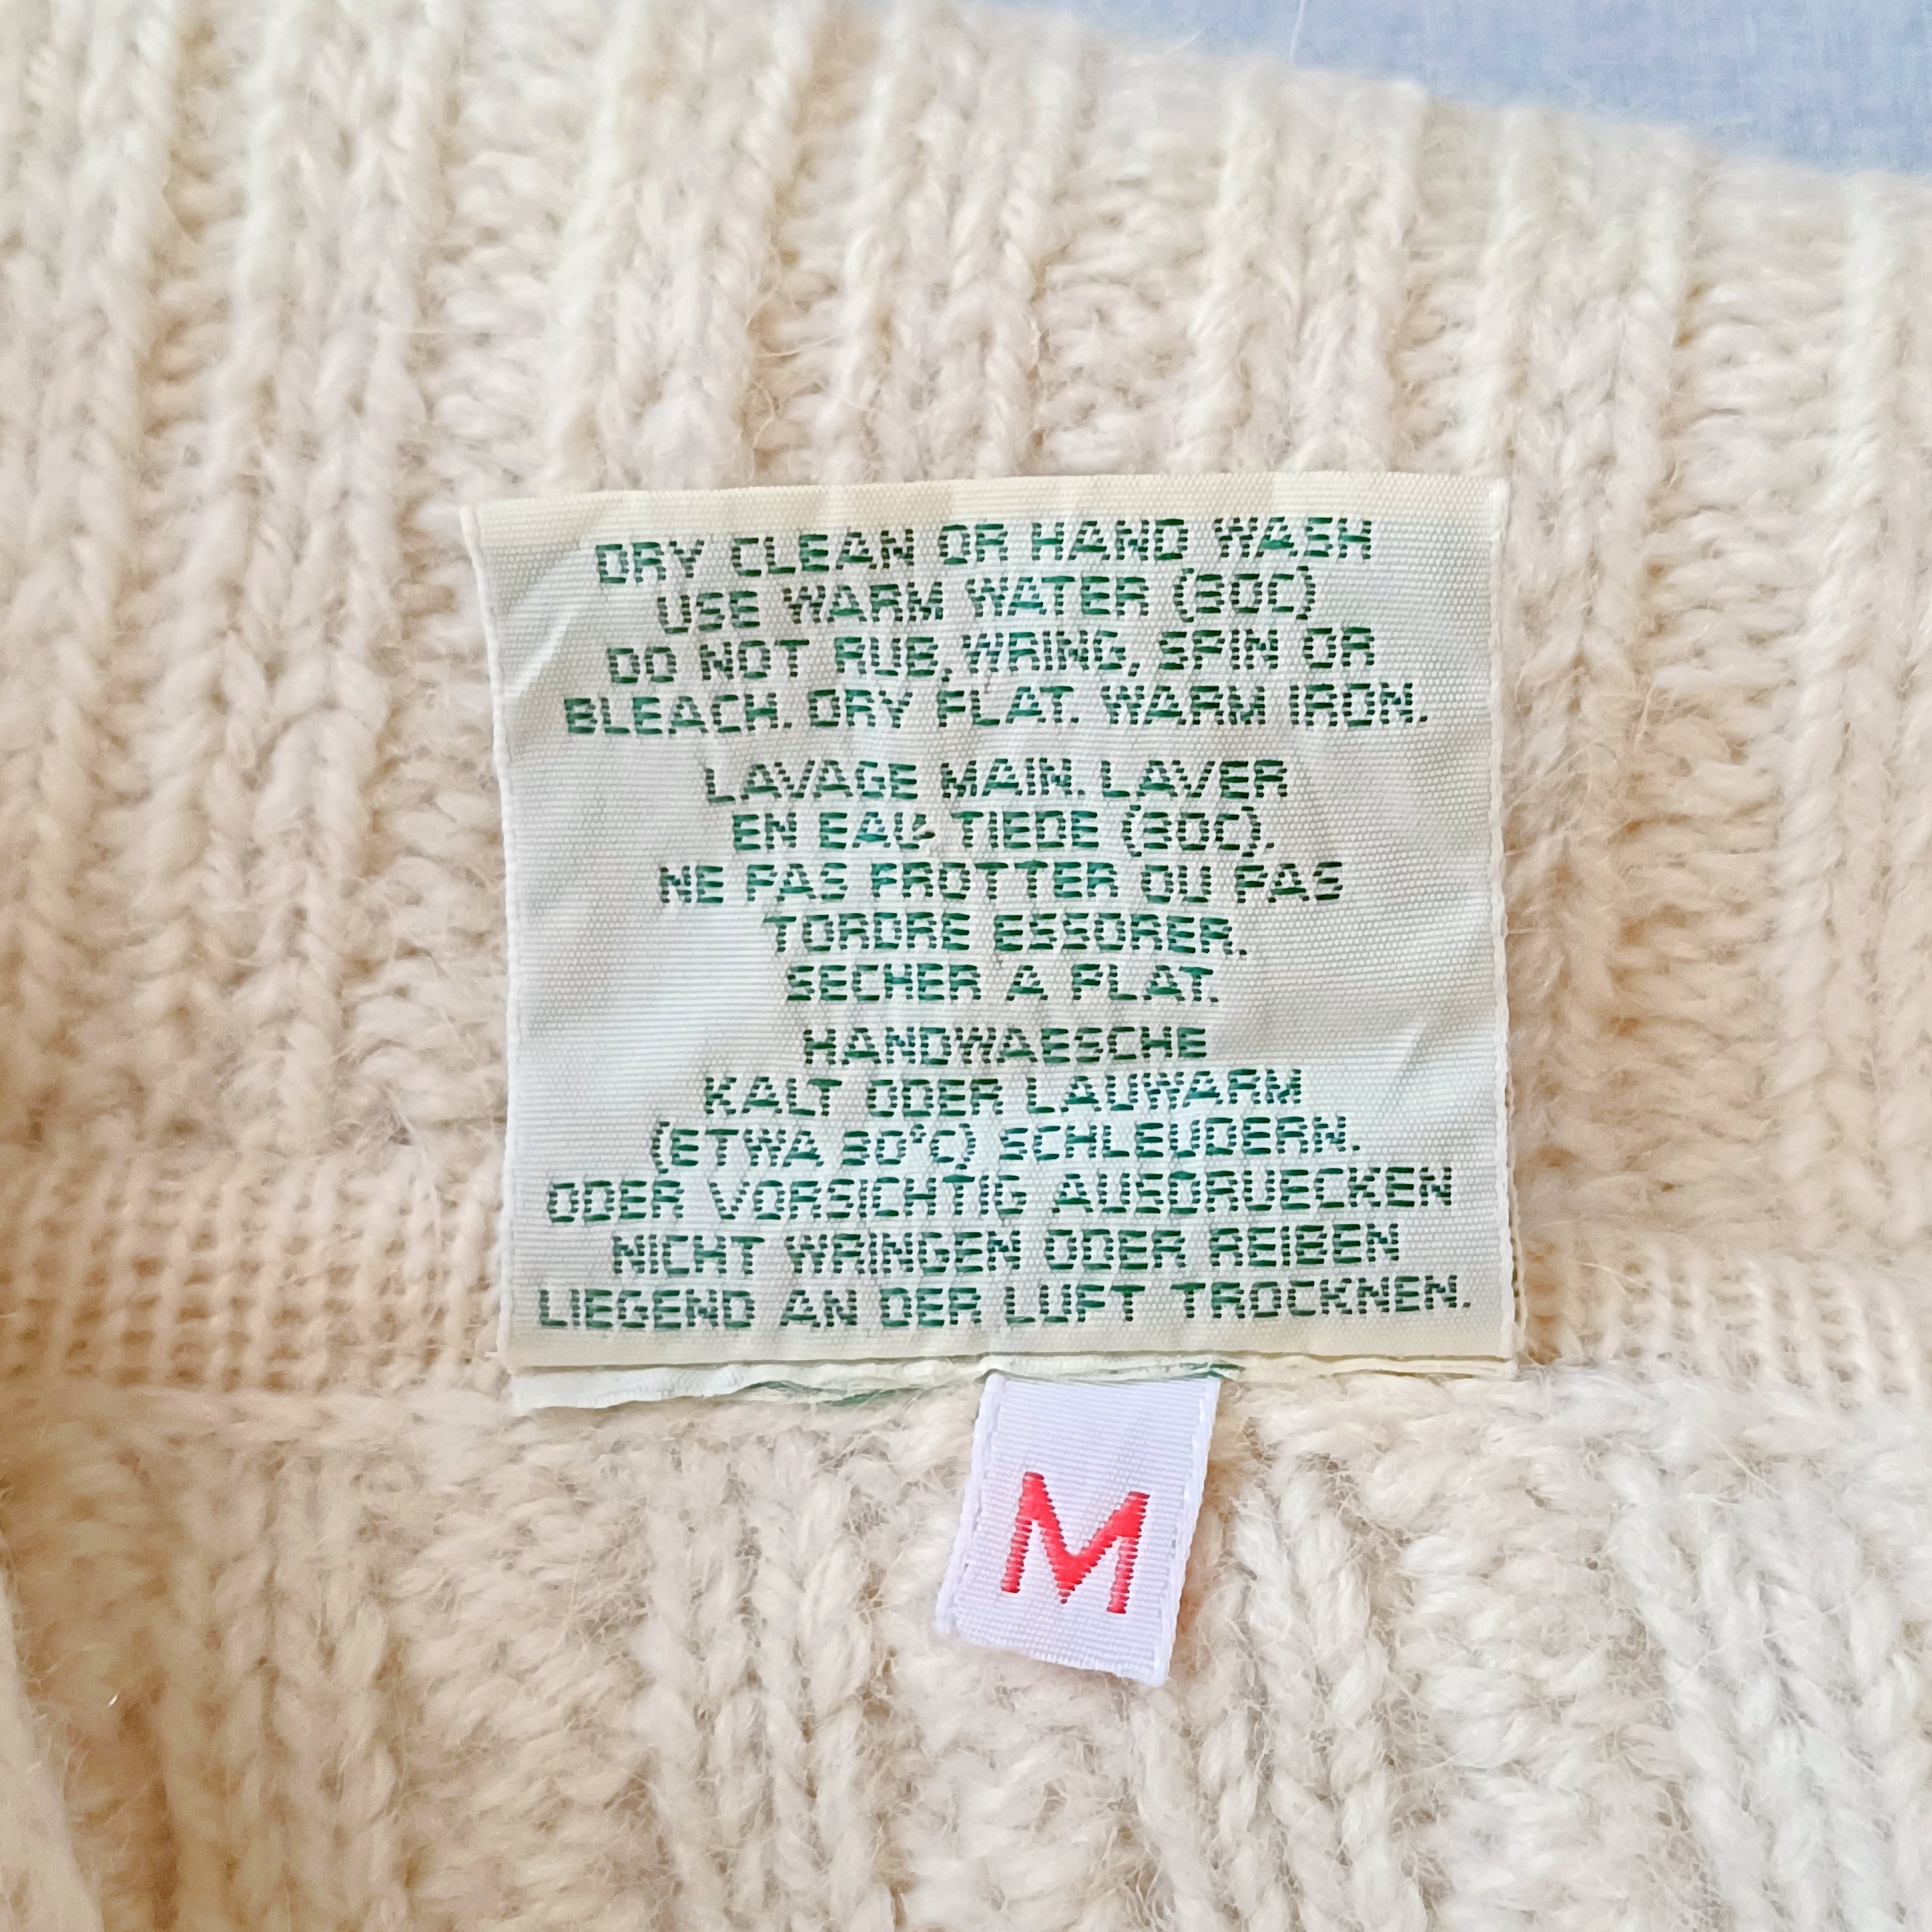 DRY CLEAN OR HAND WASH
USE WARM WATER (30C)
DO NOT RUB, WRING, SPIN OR
BLEACH. DRY FLAT. WARM IRON.
LAVAGE MAIN. LAVER
EN EAU TIEDE (30C).
NE PAS FROTTER OU PAS
TORDRE ESSORER.
SECHER A PLAT.
HANDWAESCHE
KALT ODER LAUWARM
(ETWA 30°C) SCHLEUDERN.
ODER VORSICHTIG AUSDRUECKEN
NICHT WRINGEN ODER REIBEN
LIEGEND AN DER LUFT TROCKNEN.
M